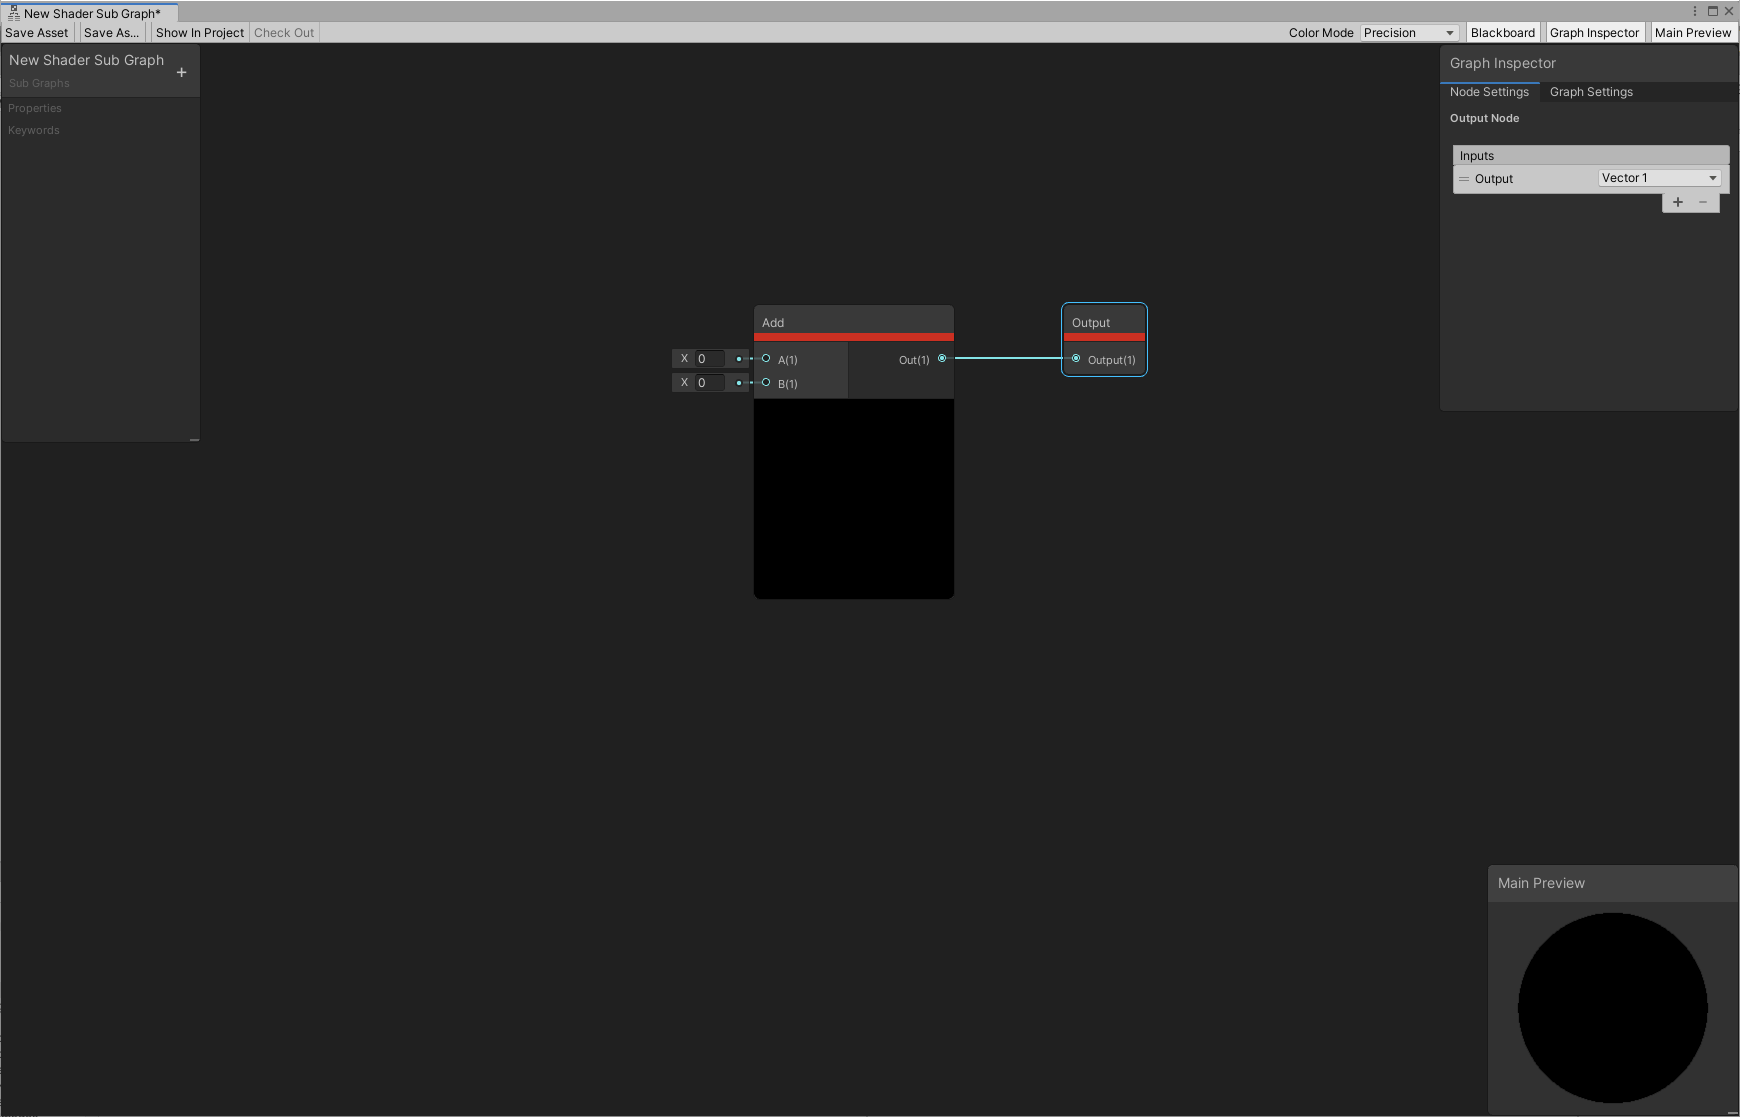 New Shader Sub Graph*
Save Asset Save As... Show In Project Check Out Color Mode Precision Blackboard Graph Inspector Main Preview
New Shader Sub Graph
+
Sub Graphs
Properties
Keywords
Graph Inspector
Node Settings Graph Settings
Output Node
Inputs
Output Vector 1
+ −
Add
X 0 A(1) Out(1)
X 0 B(1)
Output
Output(1)
Main Preview